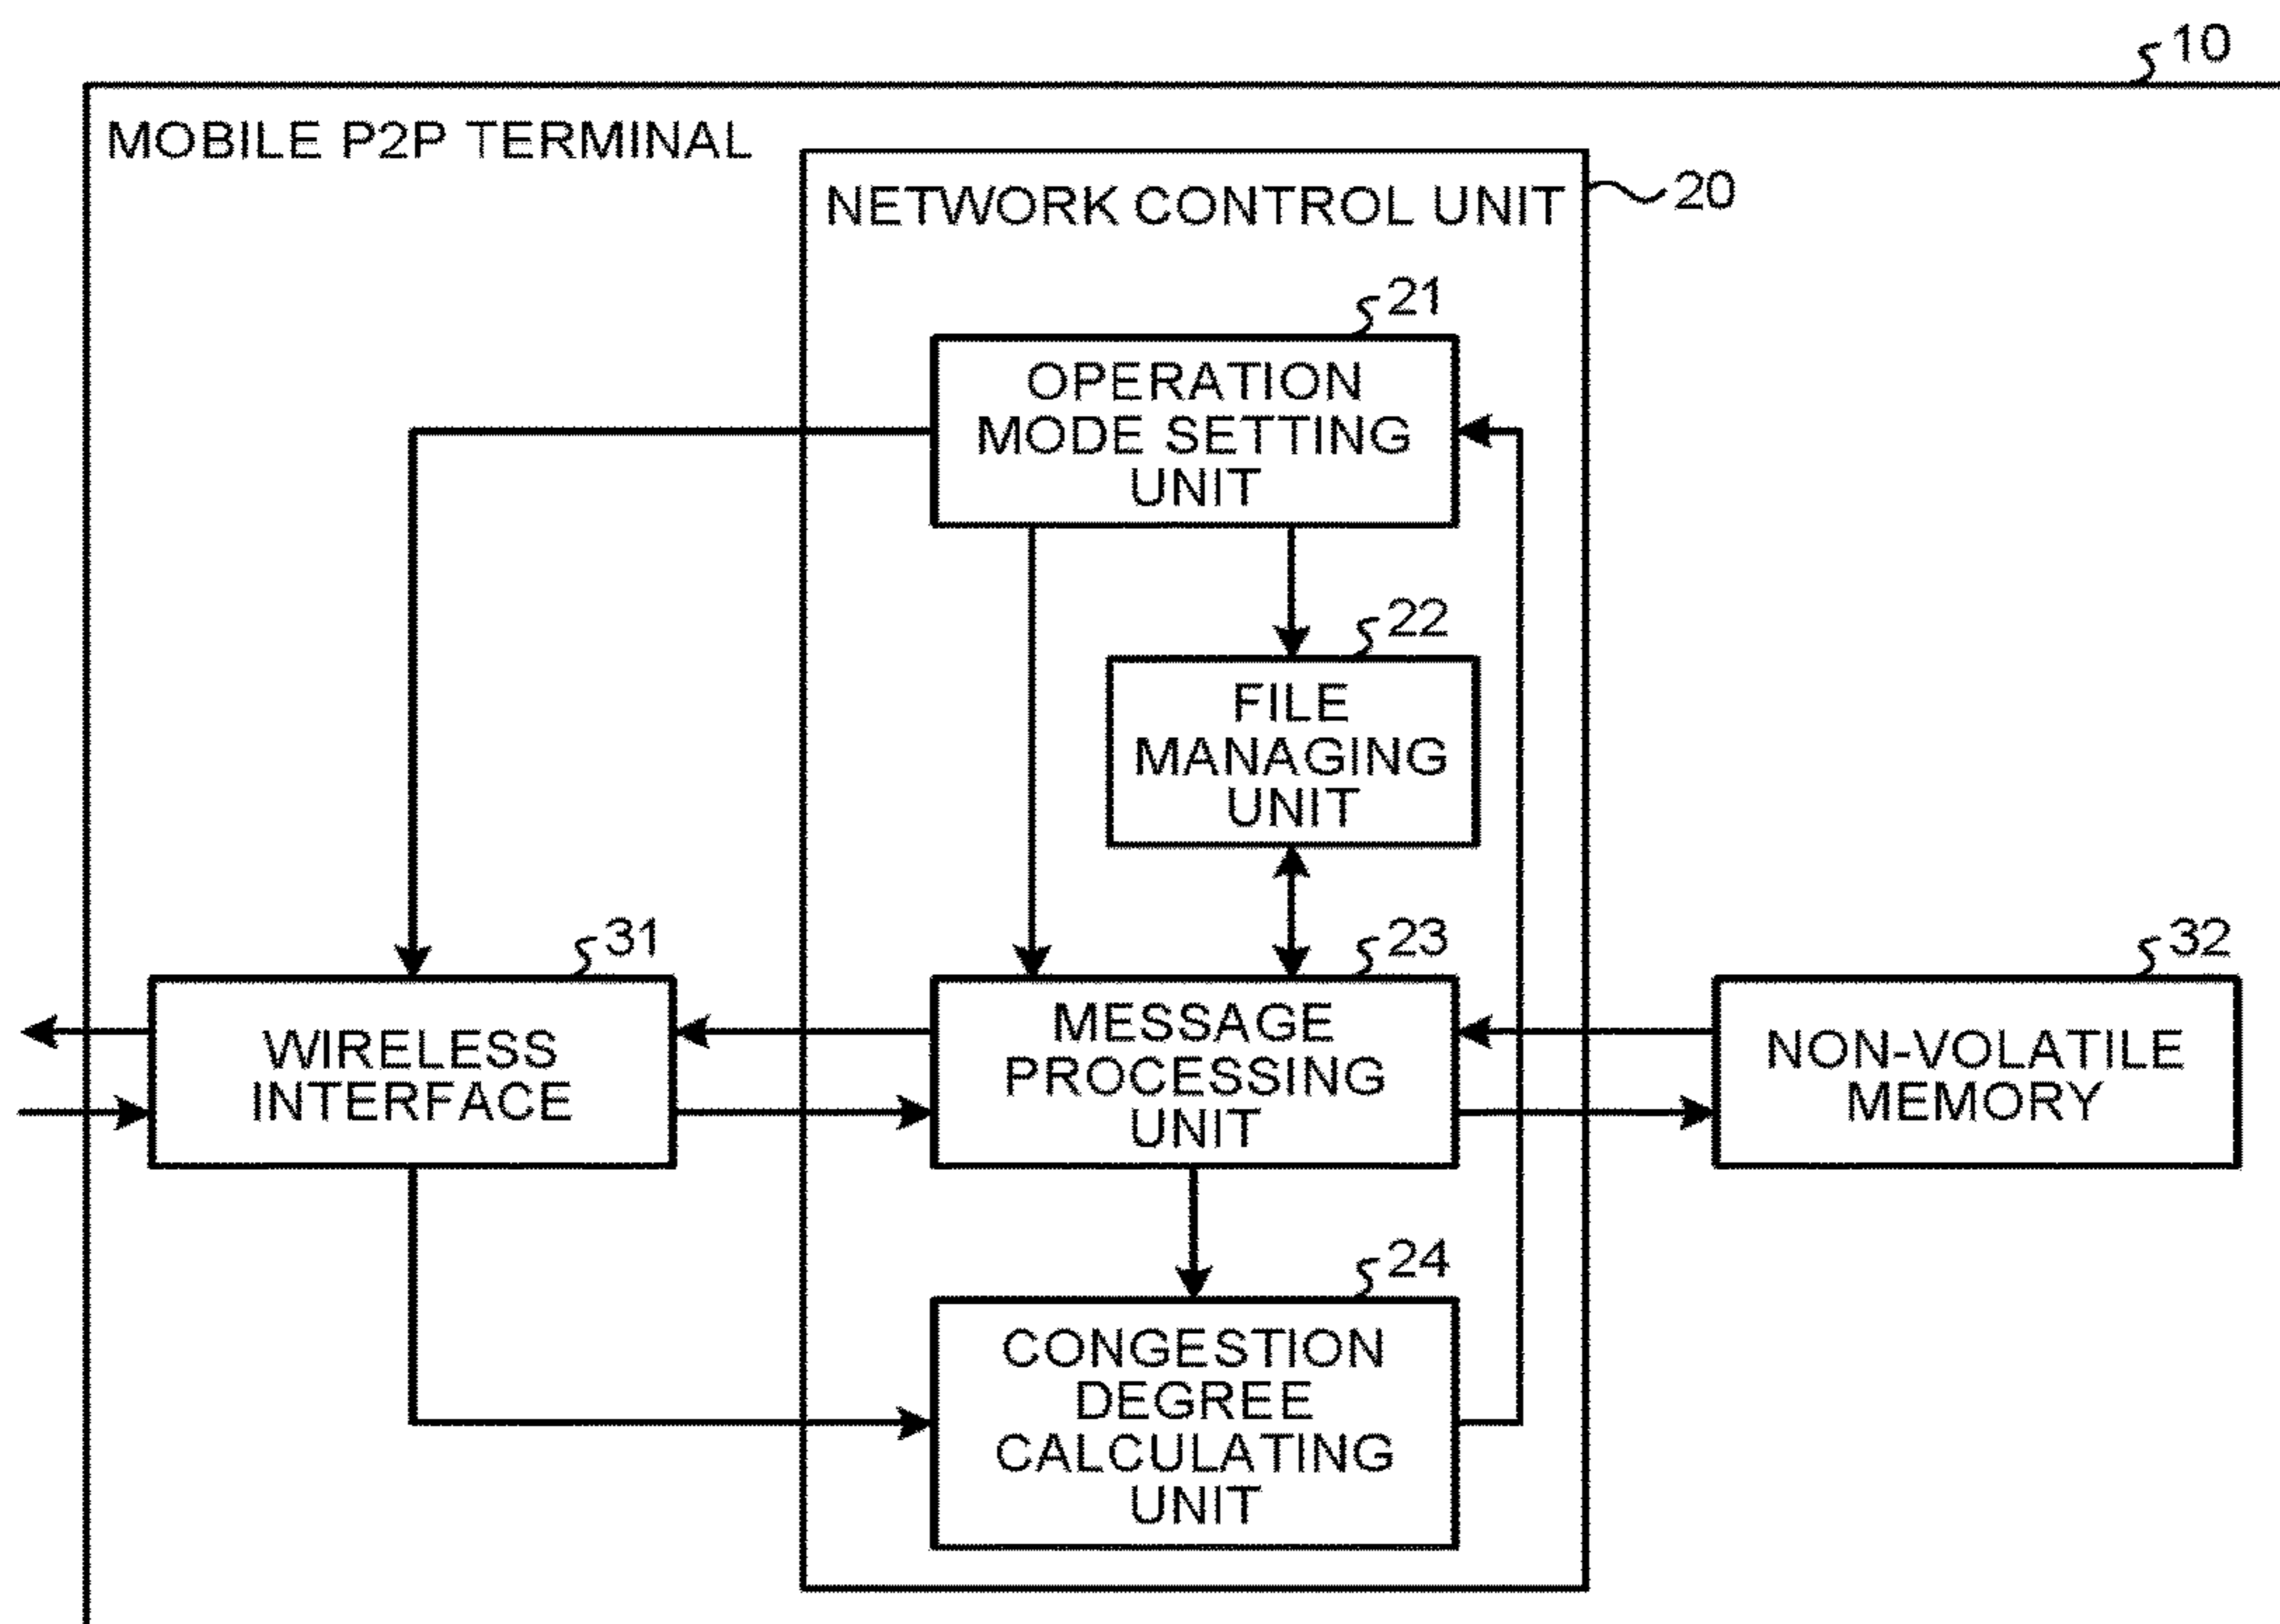 10
MOBILE P2P TERMINAL
NETWORK CONTROL UNIT
20
21
OPERATION
MODE SETTING
UNIT
22
FILE
MANAGING
UNIT
31
WIRELESS
INTERFACE
23
MESSAGE
PROCESSING
UNIT
32
NON-VOLATILE
MEMORY
24
CONGESTION
DEGREE
CALCULATING
UNIT